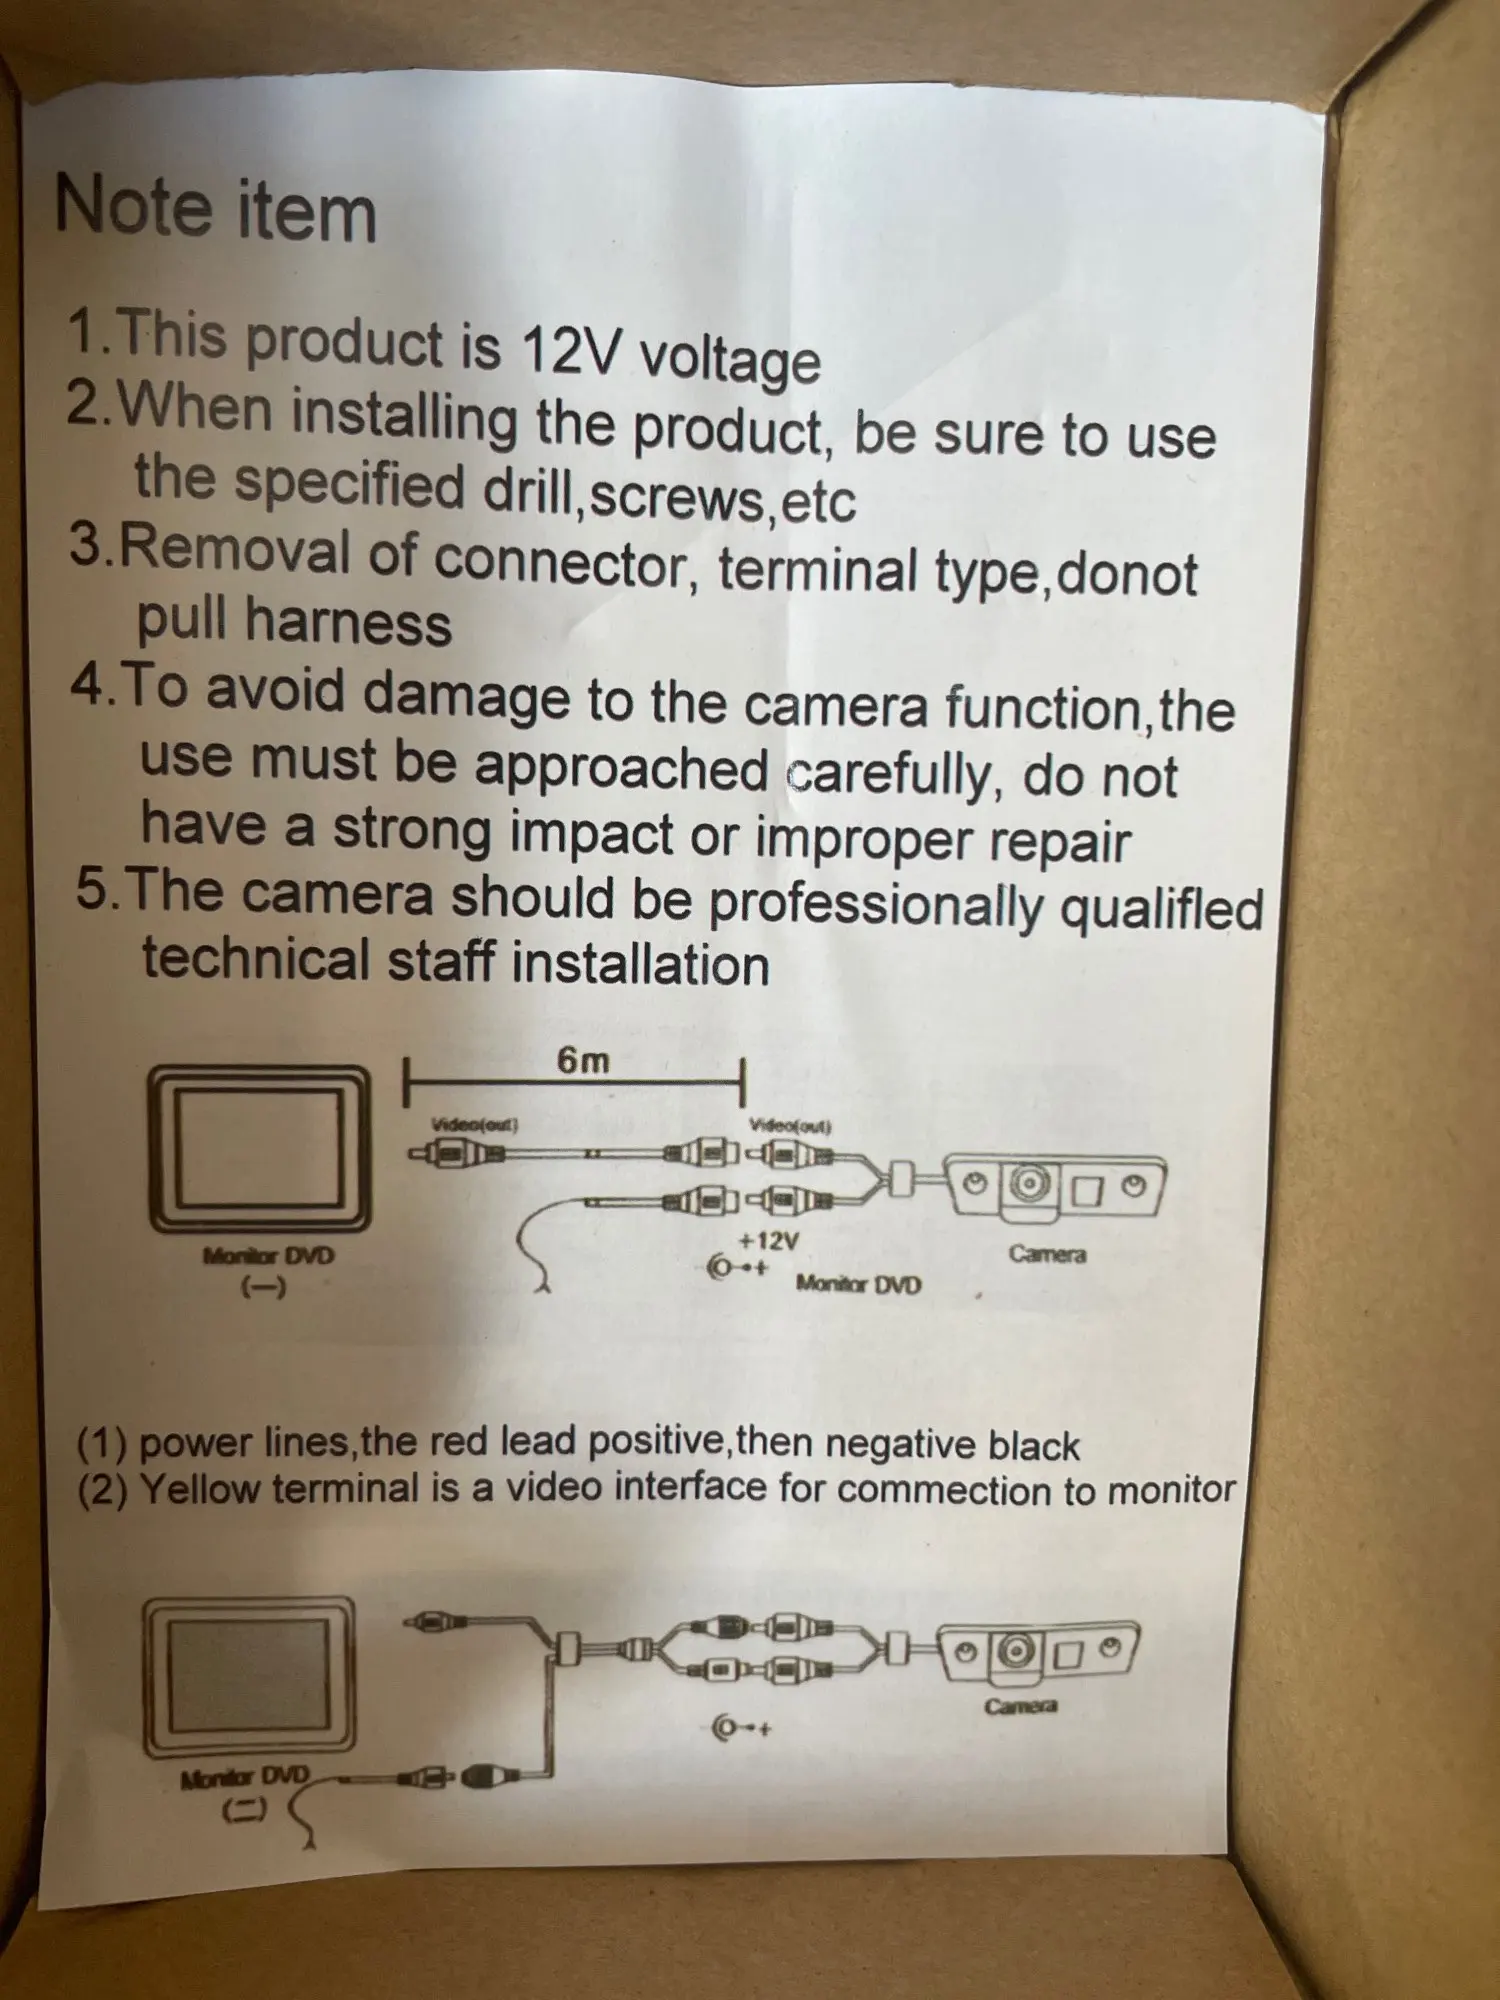 Note item
1.This product is 12V voltage
2.When installing the product, be sure to use
the specified drill,screws,etc
3.Removal of connector, terminal type,donot
pull harness
4.To avoid damage to the camera function,the
use must be approached carefully, do not
have a strong impact or improper repair
5.The camera should be professionally qualifled
technical staff installation
6m
Video(out)
Video(out)
+12V
+
Monitor DVD
(一)
Monitor DVD
Camera
(1) power lines,the red lead positive,then negative black
(2) Yellow terminal is a video interface for commection to monitor
+
Camera
Monitor DVD
(二)